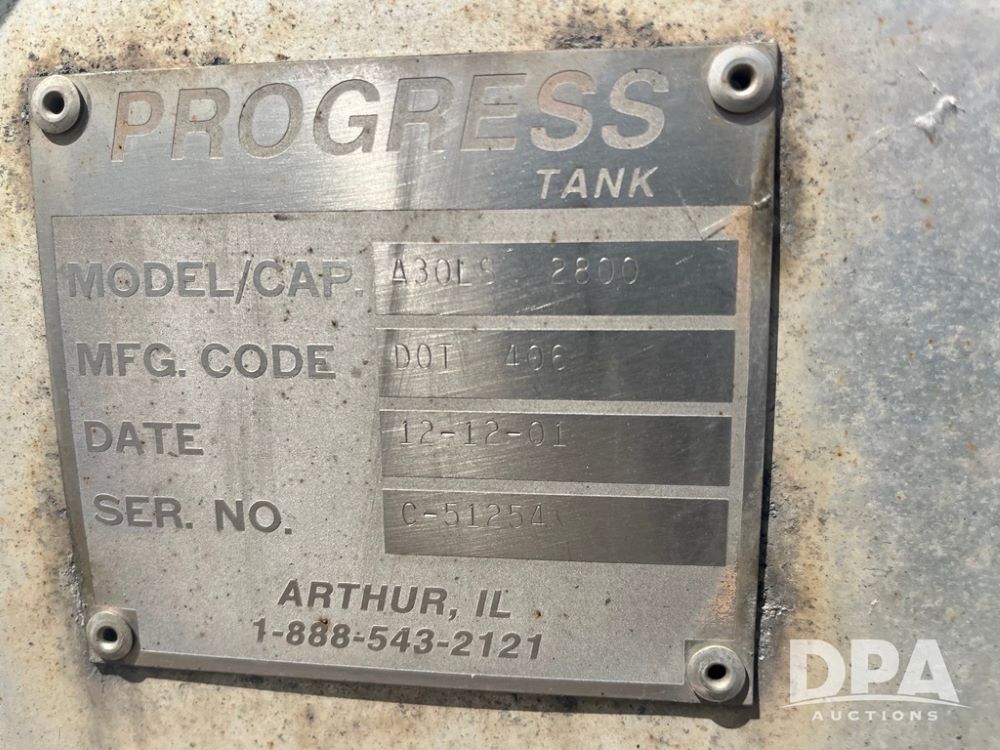 PROGRESS
TANK
MODEL/CAP. A30LS 2800
MFG. CODE DOT 406
DATE 12-12-01
SER. NO. C-51254
ARTHUR, IL
1-888-543-2121
DPA
AUCTIONS